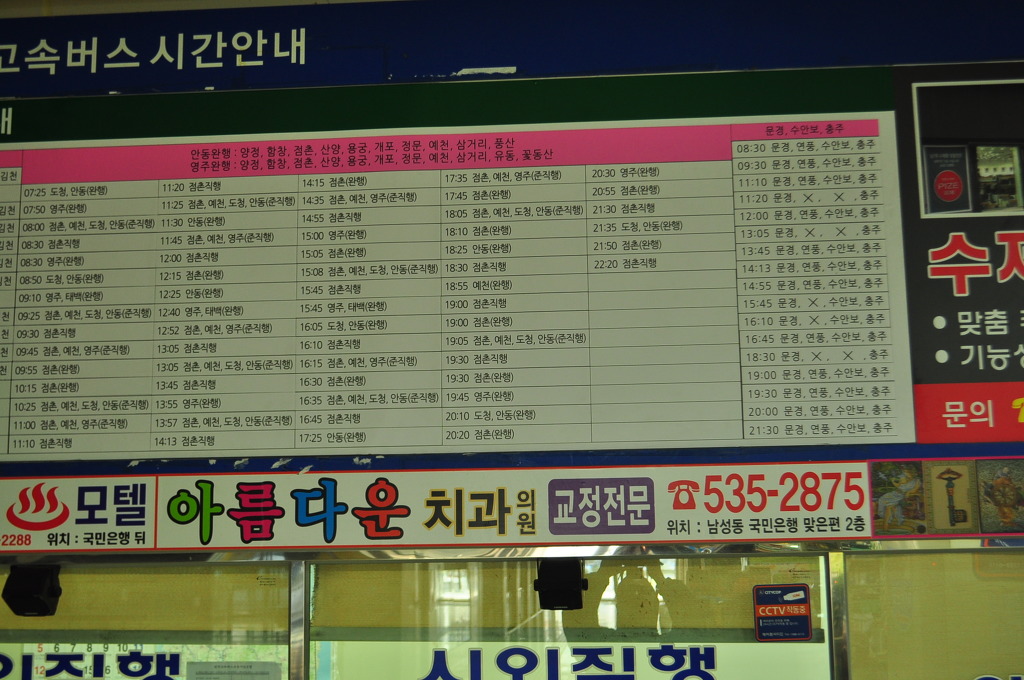 고속버스 시간안내
내
안동완행 : 양정, 함창, 점촌, 산양, 용궁, 개포, 정문, 예천, 삼거리, 풍산
영주완행 : 양정, 함창, 점촌, 산양, 용궁, 개포, 정문, 예천, 삼거리, 유동, 꽃동산
문경, 수안보, 충주
김천
07:25 도청, 안동(완행)
07:50 영주(완행)
08:00 점촌, 예천, 도청, 안동(준직행)
08:30 점촌직행
08:30 영주(완행)
08:50 도청, 안동(완행)
09:10 영주, 태백(완행)
09:25 점촌, 예천, 도청, 안동(준직행)
09:30 점촌직행
09:45 점촌, 예천, 영주(준직행)
09:55 점촌(완행)
10:15 점촌(완행)
10:25 점촌, 예천, 도청, 안동(준직행)
11:00 점촌, 예천, 영주(준직행)
11:10 점촌직행
11:20 점촌직행
11:25 점촌, 예천, 도청, 안동(준직행)
11:30 안동(완행)
11:45 점촌, 예천, 영주(준직행)
12:00 점촌직행
12:15 점촌(완행)
12:25 안동(완행)
12:40 영주, 태백(완행)
12:52 점촌, 예천, 영주(준직행)
13:05 점촌직행
13:05 점촌, 예천, 도청, 안동(준직행)
13:45 점촌직행
13:55 영주(완행)
13:57 점촌, 예천, 도청, 안동(준직행)
14:13 점촌직행
14:15 점촌(완행)
14:35 점촌, 예천, 영주(준직행)
14:55 점촌직행
15:00 영주(완행)
15:05 점촌(완행)
15:08 점촌, 예천, 도청, 안동(준직행)
15:45 점촌직행
15:45 영주, 태백(완행)
16:05 도청, 안동(완행)
16:10 점촌직행
16:15 점촌, 예천, 영주(준직행)
16:30 점촌(완행)
16:35 점촌, 예천, 도청, 안동(준직행)
16:45 점촌직행
17:25 안동(완행)
17:35 점촌, 예천, 영주(준직행)
17:45 점촌(완행)
18:05 점촌, 예천, 도청, 안동(준직행)
18:10 점촌(완행)
18:25 안동(완행)
18:30 점촌직행
18:55 예천(완행)
19:00 점촌직행
19:00 점촌(완행)
19:05 점촌, 예천, 도청, 안동(준직행)
19:30 점촌직행
19:30 점촌(완행)
19:45 영주(완행)
20:10 도청, 안동(완행)
20:20 점촌(완행)
20:30 영주(완행)
20:55 점촌(완행)
21:30 점촌직행
21:35 도청, 안동(완행)
21:50 점촌(완행)
22:20 점촌직행
08:30 문경, 연풍, 수안보, 충주
09:30 문경, 연풍, 수안보, 충주
11:10 문경, 연풍, 수안보, 충주
11:20 문경, ✕, ✕, 충주
12:00 문경, 연풍, 수안보, 충주
13:05 문경, ✕, ✕, 충주
13:45 문경, 연풍, 수안보, 충주
14:13 문경, 연풍, 수안보, 충주
14:55 문경, 연풍, 수안보, 충주
15:45 문경, ✕, 수안보, 충주
16:10 문경, ✕, 수안보, 충주
16:45 문경, 연풍, 수안보, 충주
18:30 문경, ✕, ✕, 충주
19:00 문경, 연풍, 수안보, 충주
19:30 문경, 연풍, 수안보, 충주
20:00 문경, 연풍, 수안보, 충주
21:30 문경, 연풍, 수안보, 충주
수제
• 맞춤
• 기능성
문의
모텔
2288 위치 : 국민은행 뒤
아름다운 치과의원 교정전문 ☎535-2875
위치 : 남성동 국민은행 맞은편 2층
CCTV 작동중
시외직행